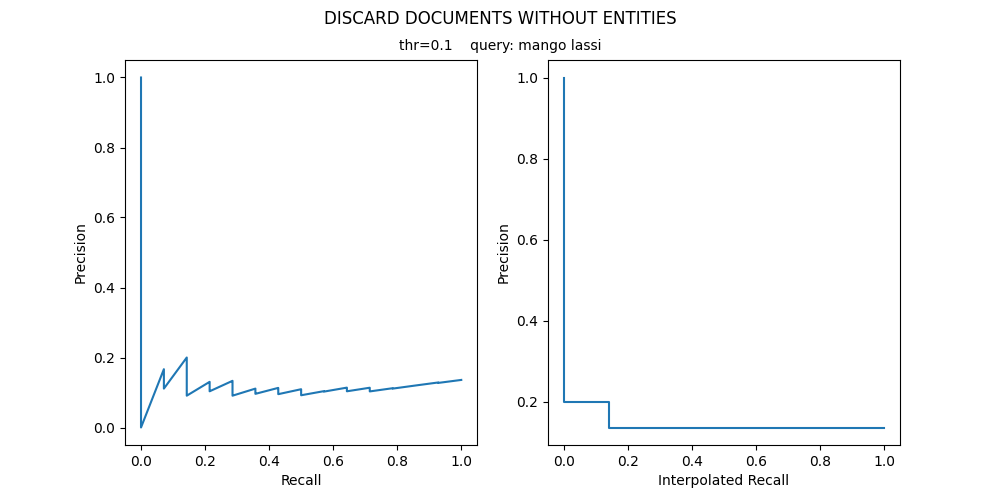 DISCARD DOCUMENTS WITHOUT ENTITIES
thr=0.1    query: mango lassi
Precision
1.0
0.8
0.6
0.4
0.2
0.0
0.0 0.2 0.4 0.6 0.8 1.0
Recall
Precision
1.0
0.8
0.6
0.4
0.2
0.0 0.2 0.4 0.6 0.8 1.0
Interpolated Recall